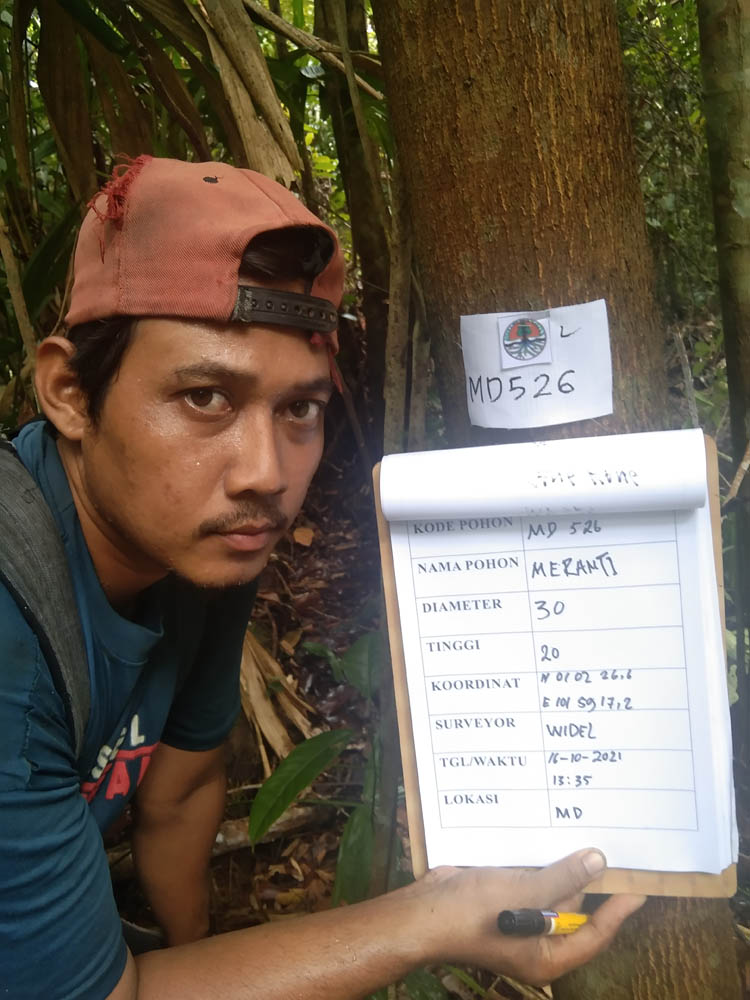 MD526
KODE POHON MD 526
NAMA POHON MERANTI
DIAMETER 30
TINGGI 20
KOORDINAT N 01 02 26,6
E 101 59 17,2
SURVEYOR WIDEL
TGL/WAKTU 16-10-2021
13:35
LOKASI MD